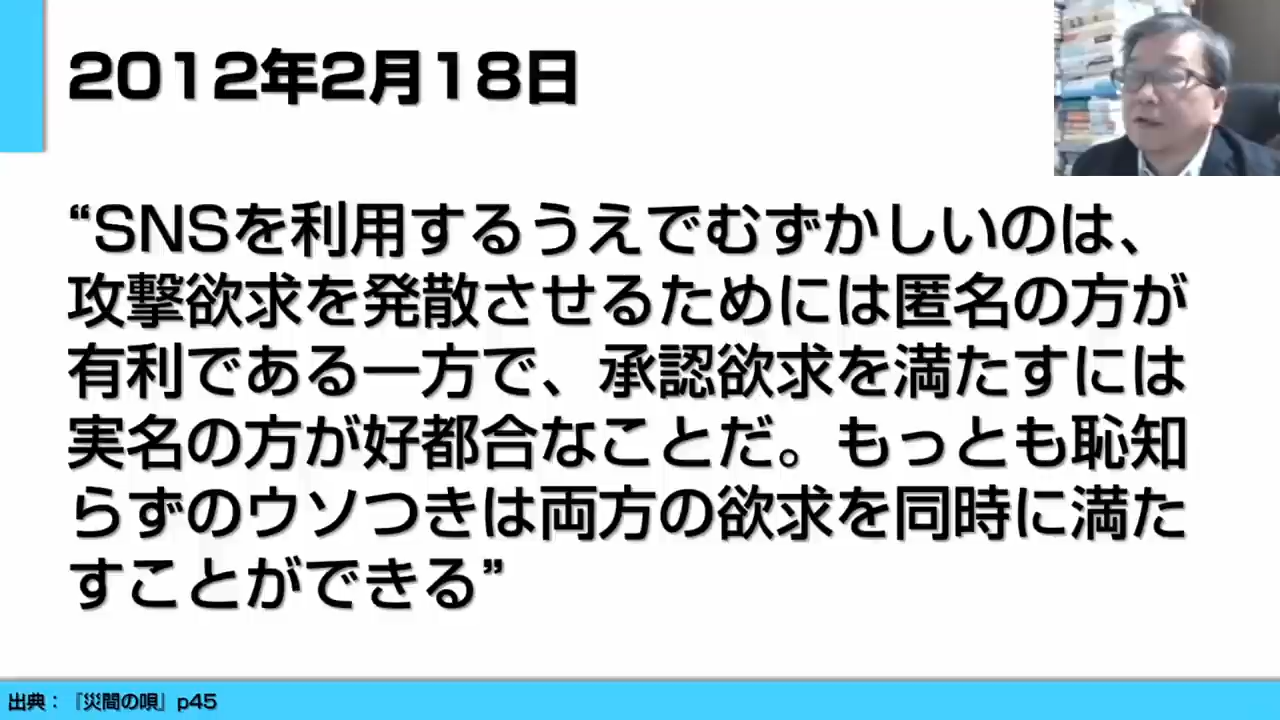 2012年2月18日
“SNSを利用するうえでむずかしいのは、
攻撃欲求を発散させるためには匿名の方が
有利である一方で、承認欲求を満たすには
実名の方が好都合なことだ。もっとも恥知
らずのウソつきは両方の欲求を同時に満た
すことができる”
出典：『災間の唄』p45